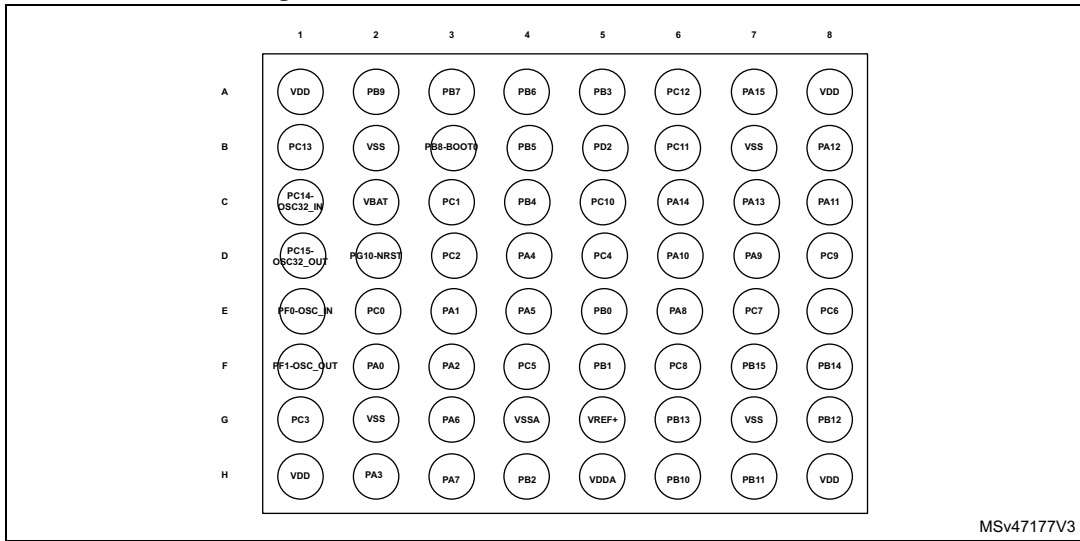 1 2 3 4 5 6 7 8
A VDD PB9 PB7 PB6 PB3 PC12 PA15 VDD
B PC13 VSS PB8-BOOT0 PB5 PD2 PC11 VSS PA12
C PC14-OSC32_IN VBAT PC1 PB4 PC10 PA14 PA13 PA11
D PC15-OSC32_OUT PG10-NRST PC2 PA4 PC4 PA10 PA9 PC9
E PF0-OSC_IN PC0 PA1 PA5 PB0 PA8 PC7 PC6
F PF1-OSC_OUT PA0 PA2 PC5 PB1 PC8 PB15 PB14
G PC3 VSS PA6 VSSA VREF+ PB13 VSS PB12
H VDD PA3 PA7 PB2 VDDA PB10 PB11 VDD
MSv47177V3